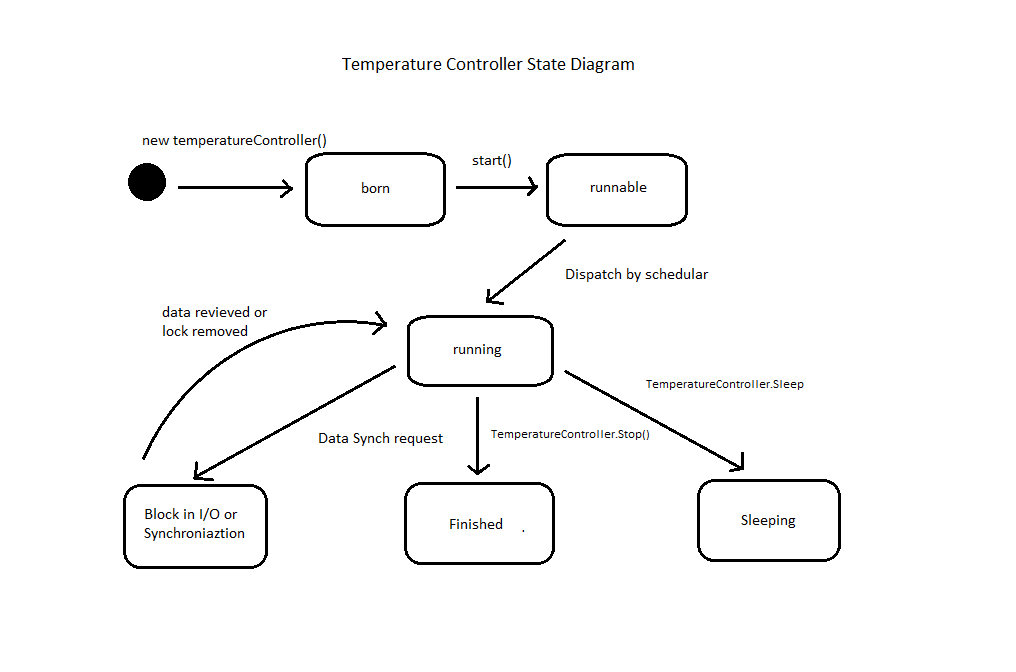 Temperature Controller State Diagram
new temperatureController()
start()
born
runnable
Dispatch by schedular
data revieved or
lock removed
running
TemperatureController.Sleep
Data Synch request
TemperatureController.Stop()
Block in I/O or
Synchroniaztion
Finished .
Sleeping